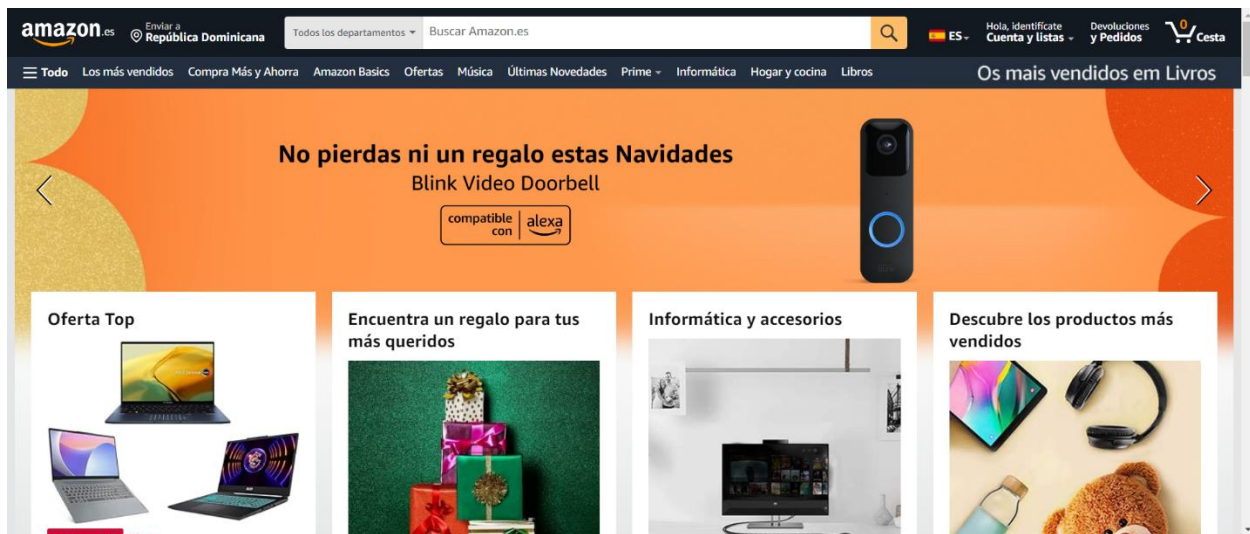 amazon.es
Enviar a
República Dominicana
Todos los departamentos
Buscar Amazon.es
ES
Hola, identifícate
Cuenta y listas
Devoluciones
y Pedidos
0
Cesta
Todo Los más vendidos Compra Más y Ahorra Amazon Basics Ofertas Música Últimas Novedades Prime Informática Hogar y cocina Libros Os mais vendidos em Livros
No pierdas ni un regalo estas Navidades
Blink Video Doorbell
compatible
con
alexa
Oferta Top
Encuentra un regalo para tus
más queridos
Informática y accesorios
Descubre los productos más
vendidos